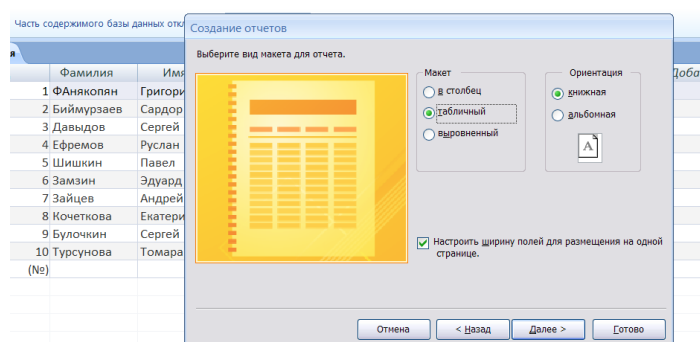 Часть содержимого базы данных откл
Создание отчетов
Выберите вид макета для отчета.
я
Фамилия Имя Доба
1 ФАнякопян Григори
2 Биймурзаев Сардор
3 Давыдов Сергей
4 Ефремов Руслан
5 Шишкин Павел
6 Замзин Эдуард
7 Зайцев Андрей
8 Кочеткова Екатери
9 Булочкин Сергей
10 Турсунова Томара
(№)
Макет
в столбец
табличный
выровненный
Ориентация
книжная
альбомная
A
Настроить ширину полей для размещения на одной
странице.
Отмена
< Назад
Далее >
Готово